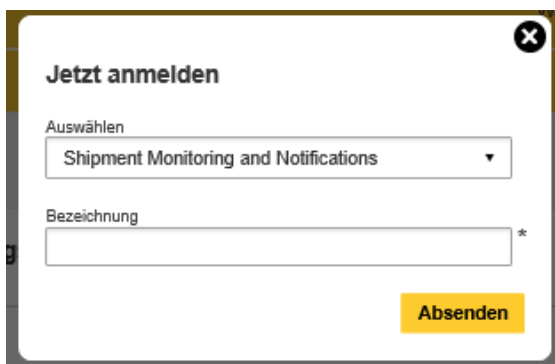 Jetzt anmelden
Auswählen
Shipment Monitoring and Notifications
Bezeichnung
*
Absenden